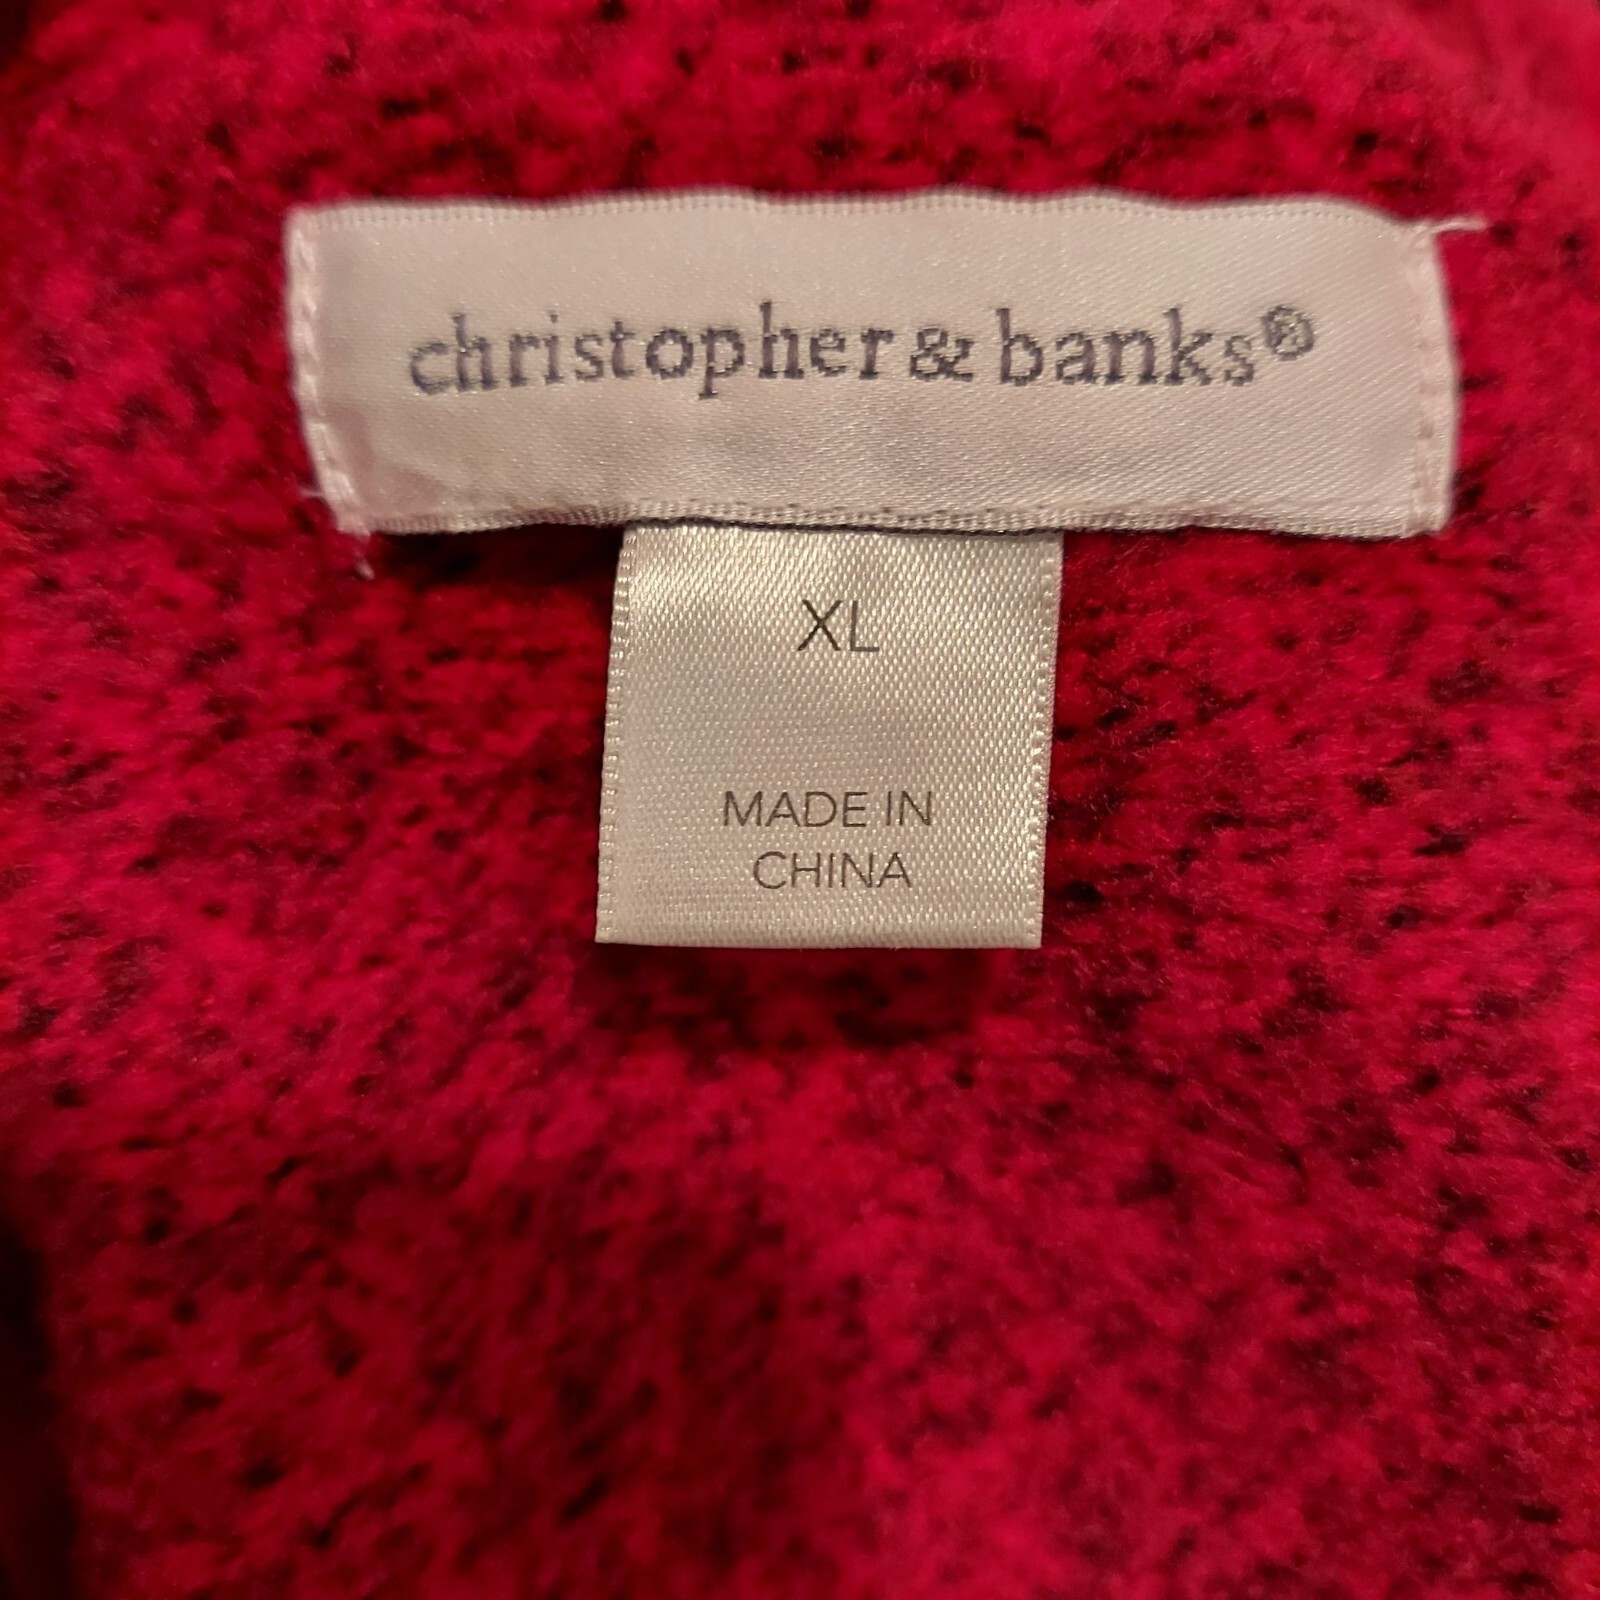 christopher & banks®
XL
MADE IN
CHINA